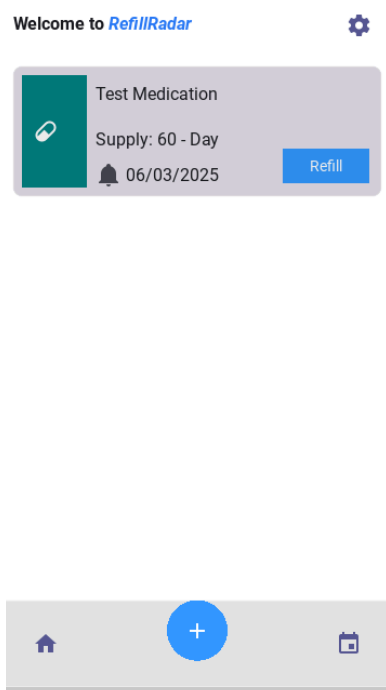 Welcome to RefillRadar
Test Medication
Supply: 60 - Day
06/03/2025
Refill